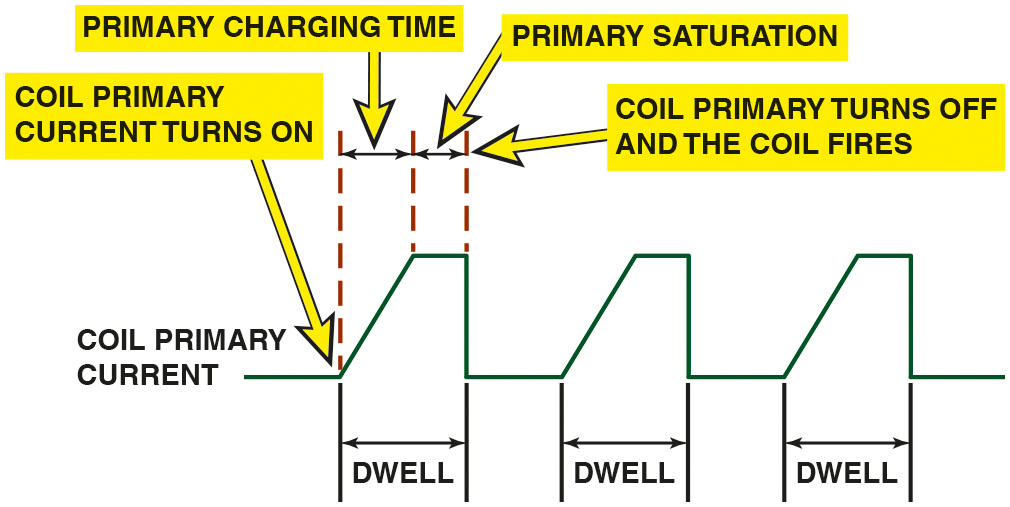 PRIMARY CHARGING TIME
PRIMARY SATURATION
COIL PRIMARY
CURRENT TURNS ON
COIL PRIMARY TURNS OFF
AND THE COIL FIRES
COIL PRIMARY
CURRENT
DWELL
DWELL
DWELL